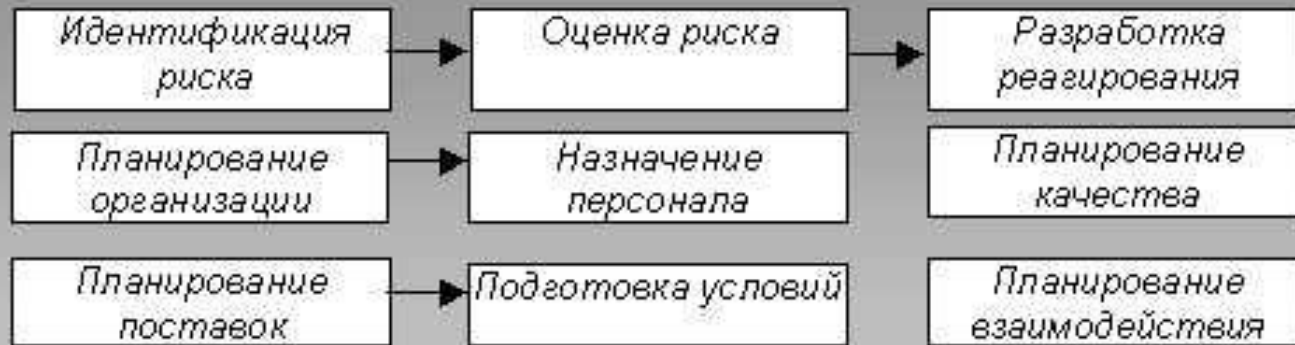 Идентификация
риска
Оценка риска
Разработка
реагирования
Планирование
организации
Назначение
персонала
Планирование
качества
Планирование
поставок
Подготовка условий
Планирование
взаимодействия